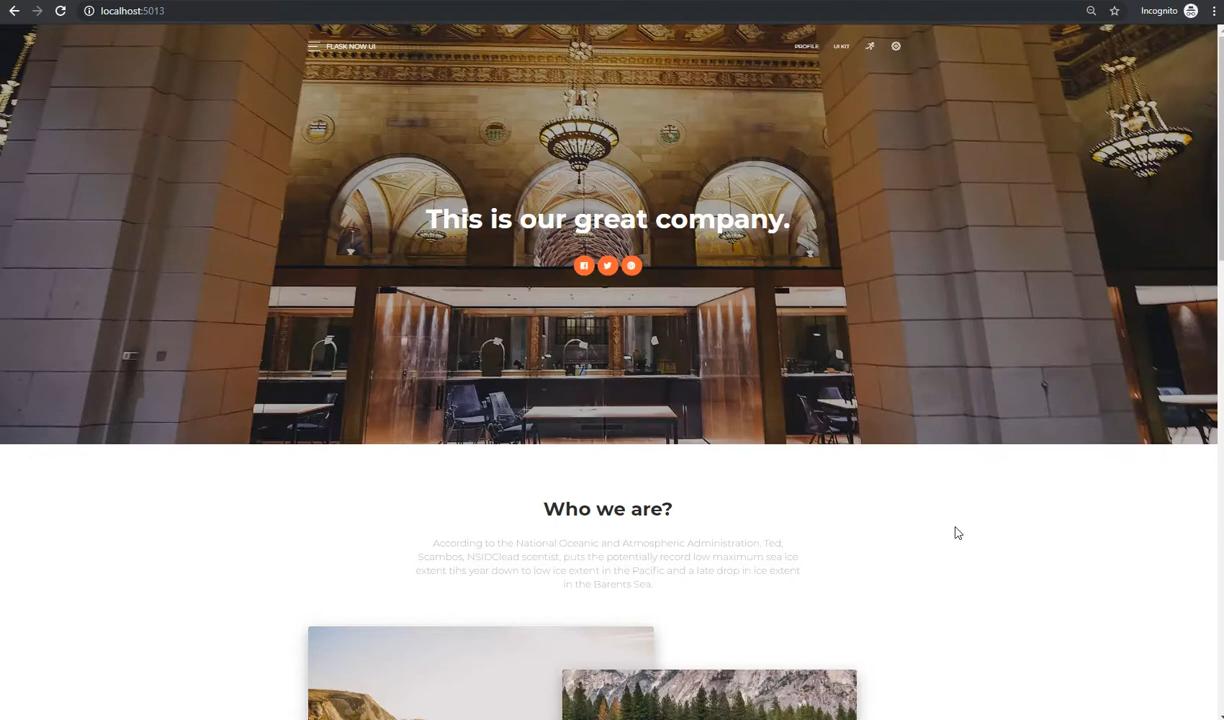 localhost:5013
Incognito
FLASK NOW UI
PROFILE
UI KIT
This is our great company.
Who we are?
According to the National Oceanic and Atmospheric Administration, Ted,
Scambos, NSIDClead scentist, puts the potentially record low maximum sea ice
extent tihs year down to low ice extent in the Pacific and a late drop in ice extent
in the Barents Sea.